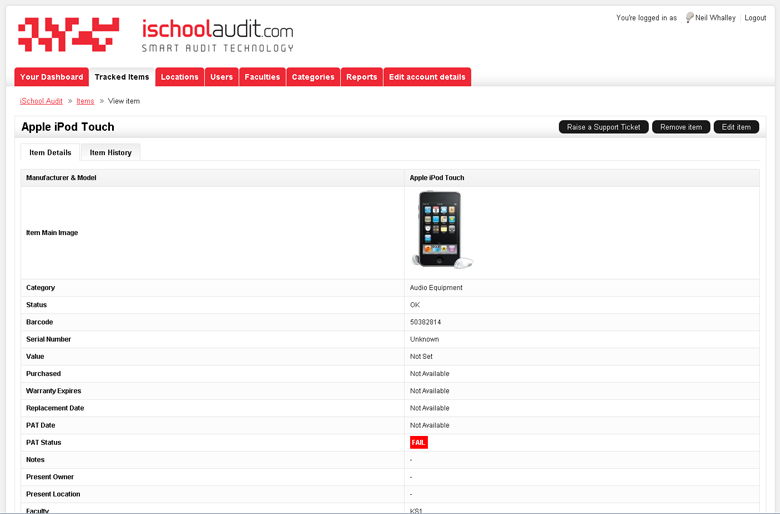 You're logged in as Neil Whalley Logout
ischoolaudit.com
SMART AUDIT TECHNOLOGY
Your Dashboard Tracked Items Locations Users Faculties Categories Reports Edit account details
iSchool Audit » Items » View item
Apple iPod Touch Raise a Support Ticket Remove item Edit item
Item Details Item History
Manufacturer & Model Apple iPod Touch
Item Main Image
Category Audio Equipment
Status OK
Barcode 50382814
Serial Number Unknown
Value Not Set
Purchased Not Available
Warranty Expires Not Available
Replacement Date Not Available
PAT Date Not Available
PAT Status FAIL
Notes -
Present Owner -
Present Location -
Faculty KS1